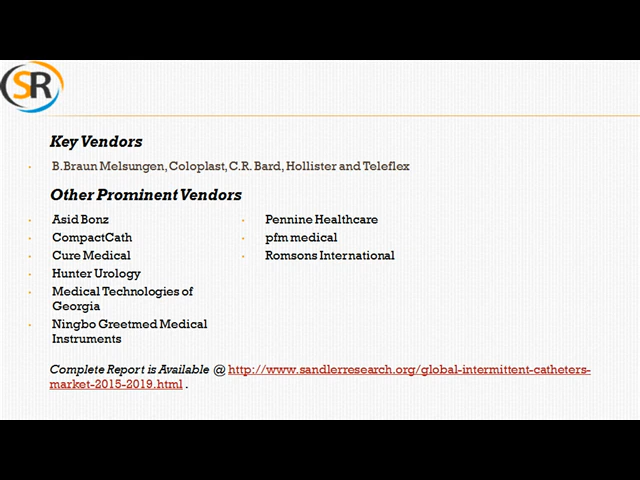 SR
Key Vendors
B.Braun Melsungen, Coloplast, C.R. Bard, Hollister and Teleflex
Other Prominent Vendors
Asid Bonz
CompactCath
Cure Medical
Hunter Urology
Medical Technologies of
Georgia
Ningbo Greetmed Medical
Instruments
Pennine Healthcare
pfm medical
Romsons International
Complete Report is Available @ http://www.sandlerresearch.org/global-intermittent-catheters-
market-2015-2019.html .